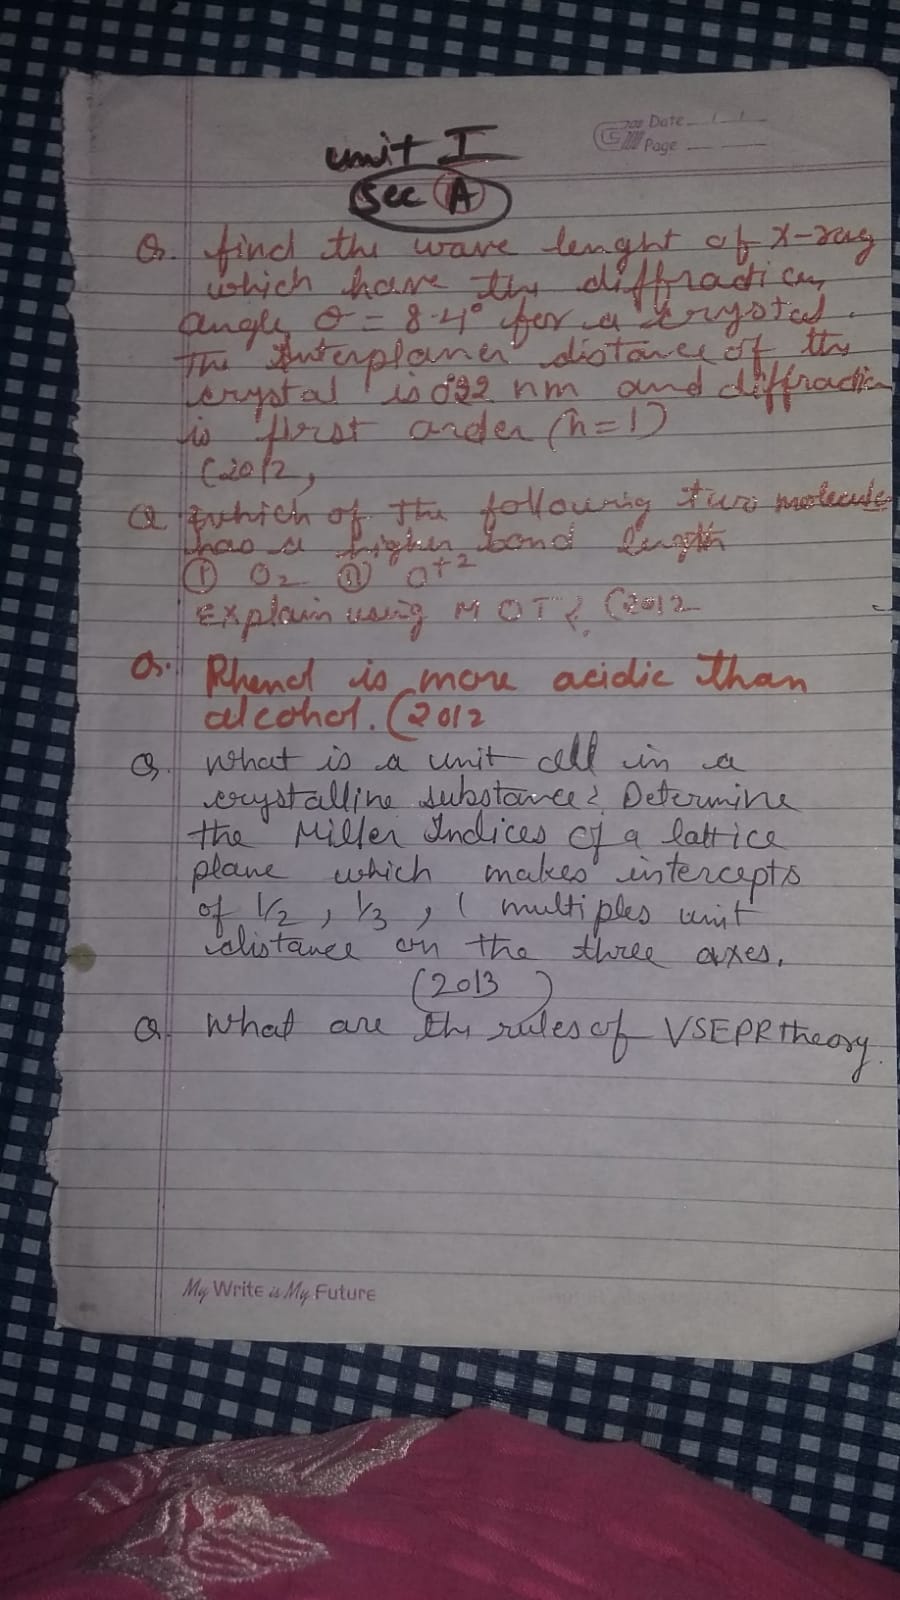 Date
Page
unit I
Sec A
Q. find the wave lenght of x-ray
which have the diffraction
angle θ = 8.4° for a crystal.
The Interplaner distance of the
crystal is 0.32 nm and diffraction
is first order (n=1)
(2012,
Q which of the following two molecule
has a higher bond length
① O2 ② O+2
Explain using MOT? (2012
Q. Phenol is more acidic than
alcohol. (2012
Q. What is a unit cell in a
crystalline substance? Determine
the Miller Indices of a lattice
plane which makes intercepts
of 1/2, 1/3, 1 multiples unit
distance on the three axes.
(2013 )
Q. What are the rules of VSEPR theory.
My Write is My Future